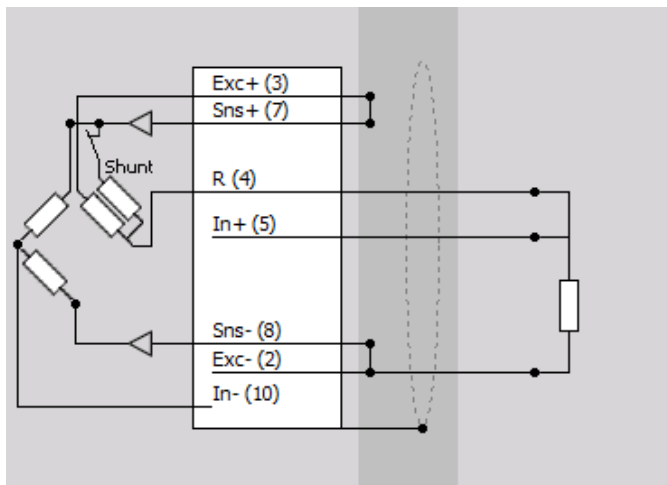 Exc+ (3)
Sns+ (7)
Shunt
R (4)
In+ (5)
Sns- (8)
Exc- (2)
In- (10)